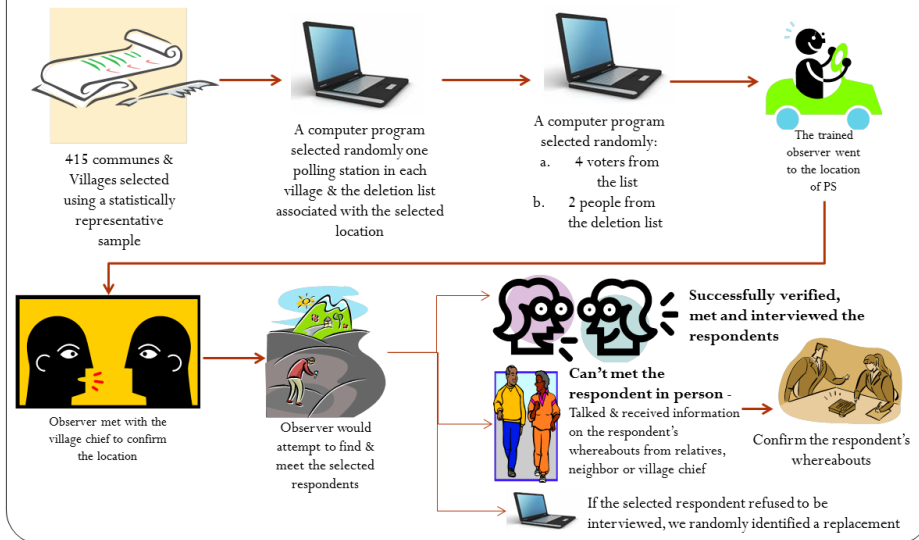 415 communes &
Villages selected
using a statistically
representative
sample
A computer program
selected randomly one
polling station in each
village & the deletion list
associated with the selected
location
A computer program
selected randomly:
a. 4 voters from
the list
b. 2 people from
the deletion list
The trained
observer went
to the location
of PS
Observer met with the
village chief to confirm
the location
Observer would
attempt to find &
meet the selected
respondents
Successfully verified,
met and interviewed the
respondents
Can't met the
respondent in person -
Talked & received information
on the respondent's
whereabouts from relatives,
neighbor or village chief
Confirm the respondent's
whereabouts
If the selected respondent refused to be
interviewed, we randomly identified a replacement